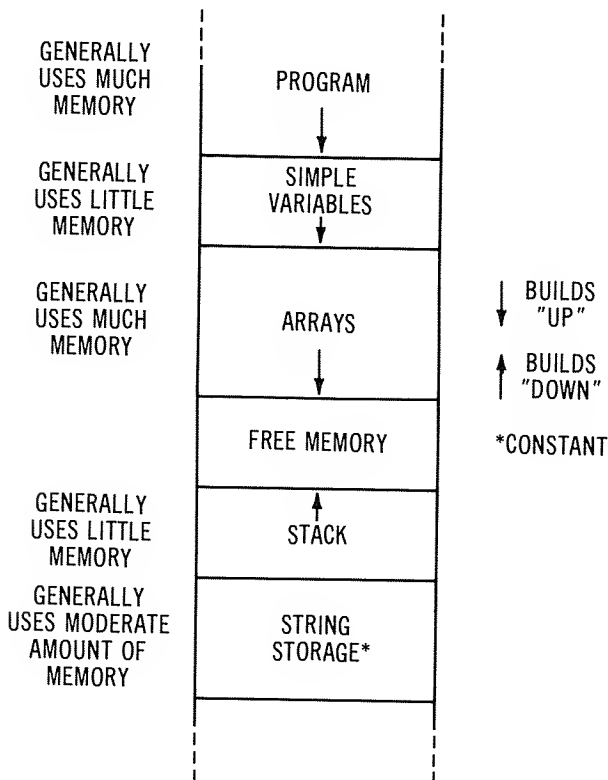 GENERALLY
USES MUCH
MEMORY
PROGRAM
GENERALLY
USES LITTLE
MEMORY
SIMPLE
VARIABLES
GENERALLY
USES MUCH
MEMORY
ARRAYS
BUILDS
"UP"
BUILDS
"DOWN"
*CONSTANT
FREE MEMORY
GENERALLY
USES LITTLE
MEMORY
STACK
GENERALLY
USES MODERATE
AMOUNT OF
MEMORY
STRING
STORAGE*